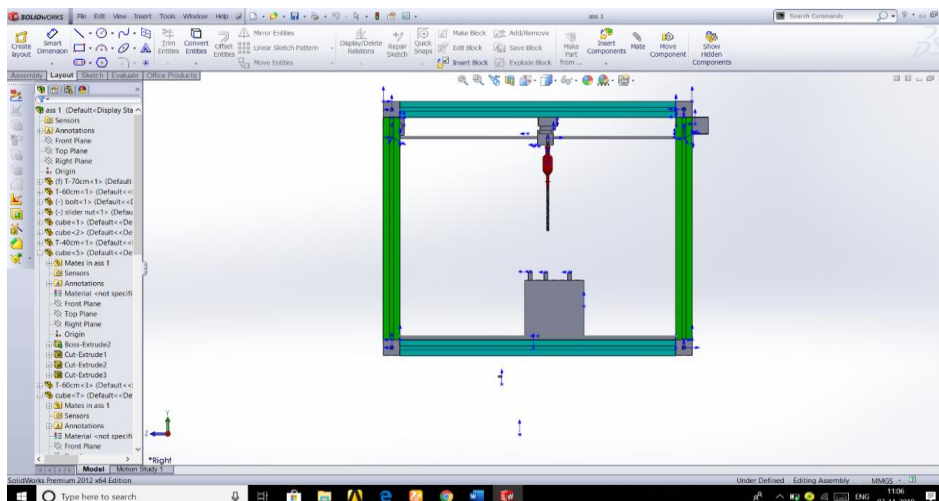 SOLIDWORKS File Edit View Insert Tools Window Help ass 1 Search Commands
Create layout Smart Dimension Trim Entities Convert Entities Offset Entities Mirror Entities Linear Sketch Pattern Move Entities Display/Delete Relations Repair Sketch Quick Snaps Make Block Edit Block Insert Block Add/Remove Save Block Explode Block Make Part from ... Insert Components Mate Move Component Show Hidden Components
Assembly Layout Sketch Evaluate Office Products
ass 1 (Default<Display Sta
Sensors
Annotations
Front Plane
Top Plane
Right Plane
Origin
(f) T-70cm<1> (Default
T-60cm<1> (Default<<
(-) bolt<1> (Default<<
(-) slider nut<1> (Defau
cube<1> (Default<<De
cube<2> (Default<<De
T-40cm<1> (Default<<
cube<5> (Default<<De
Mates in ass 1
Sensors
Annotations
Material <not specifi
Front Plane
Top Plane
Right Plane
Origin
Boss-Extrude2
Cut-Extrude1
Cut-Extrude2
Cut-Extrude3
T-60cm<3> (Default<<
cube<7> (Default<<De
Mates in ass 1
Sensors
Annotations
Material <not specifi
Front Plane
Y
Z
*Right
Model Motion Study 1
SolidWorks Premium 2012 x64 Edition Under Defined Editing Assembly MMGS
Type here to search ENG 11:06